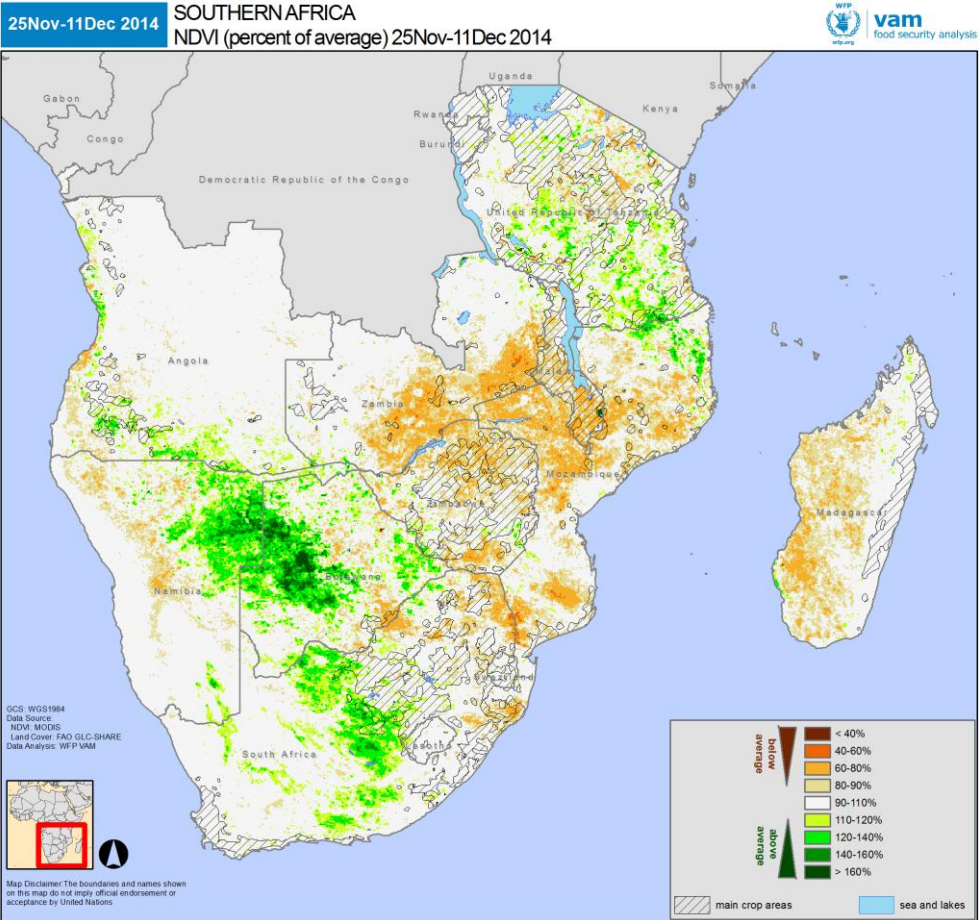 25Nov-11Dec 2014
SOUTHERN AFRICA
NDVI (percent of average) 25Nov-11Dec 2014
WFP
wfp.org
vam
food security analysis
Uganda
Somalia
Gabon
Kenya
Rwanda
Congo
Burundi
Democratic Republic of the Congo
United Republic of Tanzania
Angola
Malawi
Zambia
Mozambique
Zimbabwe
Madagascar
Botswana
Namibia
Swaziland
Lesotho
South Africa
GCS: WGS1984
Data Source:
NDVI: MODIS
Land Cover: FAO GLC-SHARE
Data Analysis: WFP VAM
Map Disclaimer:The boundaries and names shown
on this map do not imply official endorsement or
acceptance by United Nations
below
average
above
average
< 40%
40-60%
60-80%
80-90%
90-110%
110-120%
120-140%
140-160%
> 160%
main crop areas
sea and lakes